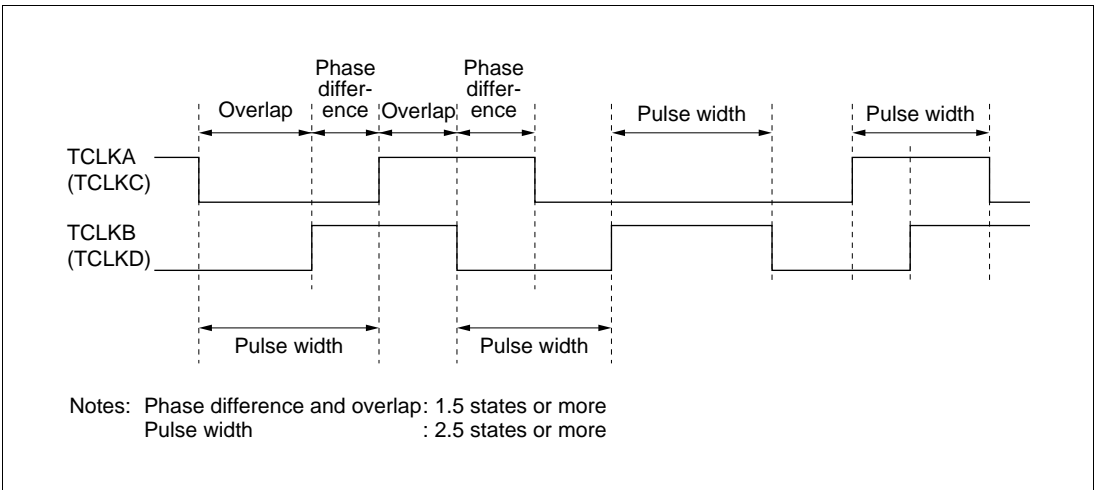 Phase
differ-
ence
Phase
differ-
ence
Overlap
Overlap
Pulse width
Pulse width
TCLKA
(TCLKC)
TCLKB
(TCLKD)
Pulse width
Pulse width
Notes: Phase difference and overlap : 1.5 states or more
Pulse width : 2.5 states or more